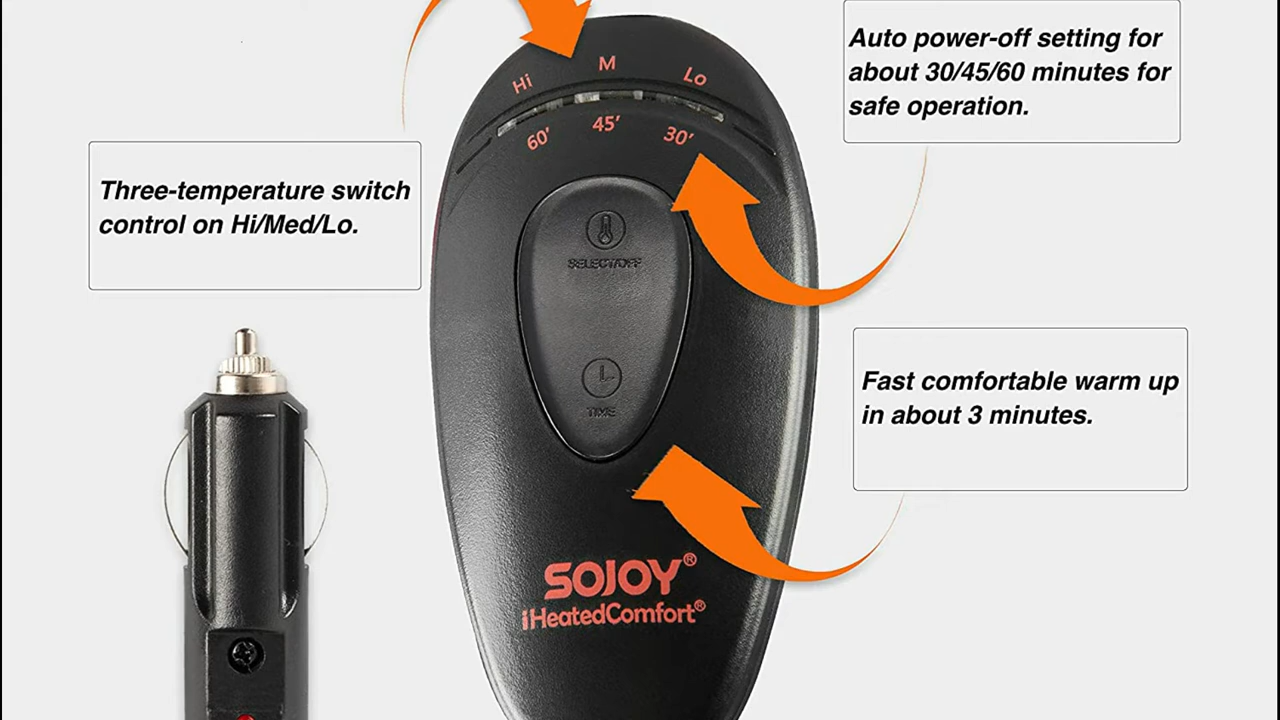 Auto power-off setting for
about 30/45/60 minutes for
safe operation.
Hi M Lo
60' 45' 30'
Three-temperature switch
control on Hi/Med/Lo.
SELECT/OFF
TIME
Fast comfortable warm up
in about 3 minutes.
SOJOY®
iHeatedComfort®